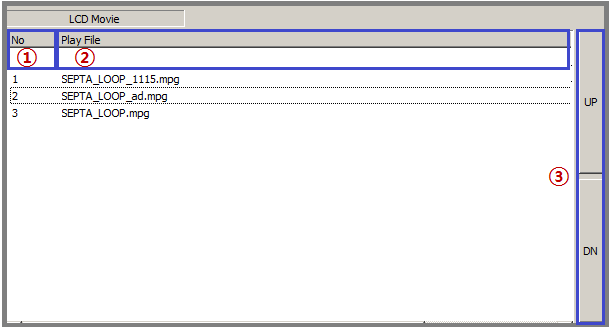 LCD Movie
No Play File
① ②
1 SEPTA_LOOP_1115.mpg
2 SEPTA_LOOP_ad.mpg
3 SEPTA_LOOP.mpg
UP
③
DN